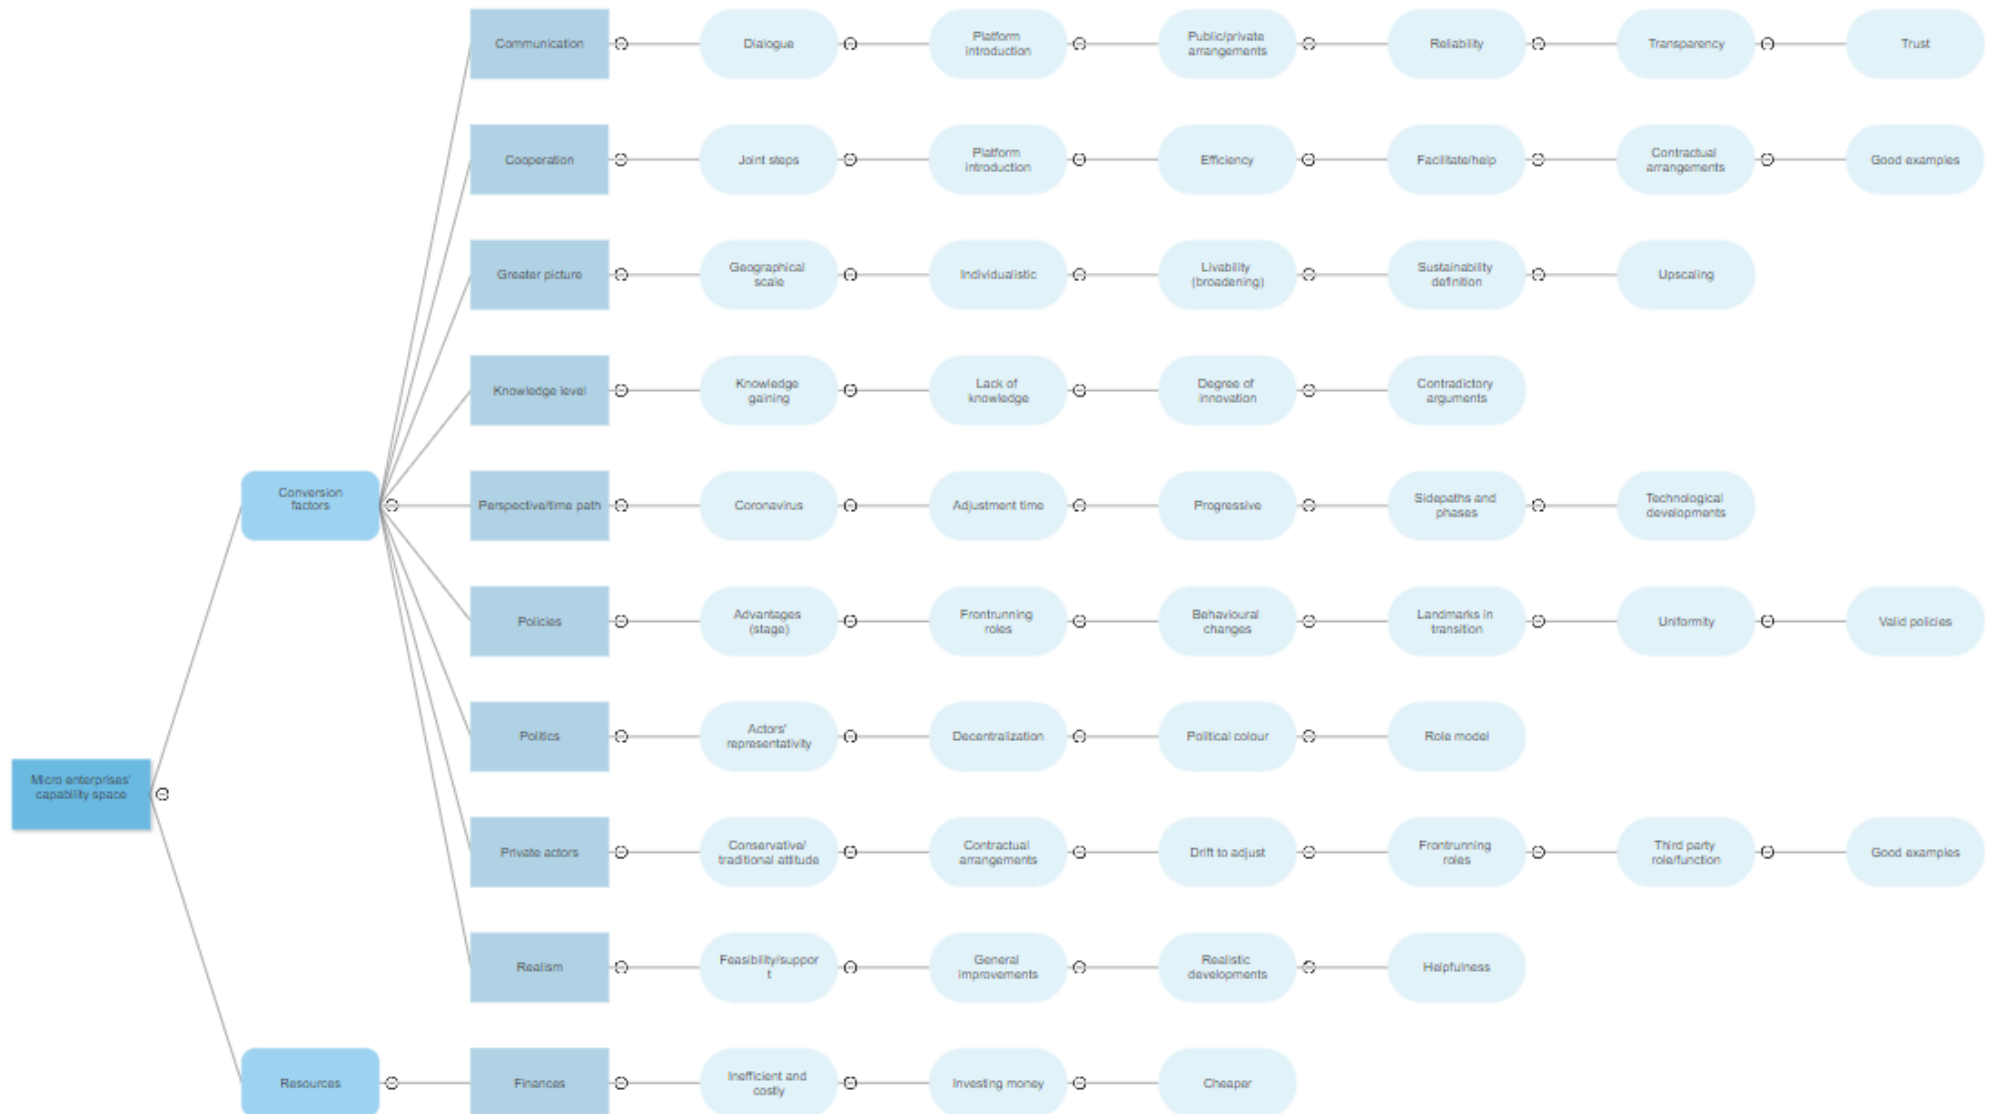 Communication
Dialogue
Platform
introduction
Public/private
arrangements
Reliability
Transparency
Trust
Cooperation
Joint steps
Platform
introduction
Efficiency
Facilitate/help
Contractual
arrangements
Good examples
Greater picture
Geographical
scale
Individualistic
Livability
(broadening)
Sustainability
definition
Upscaling
Knowledge level
Knowledge
gaining
Lack of
knowledge
Degree of
innovation
Contradictory
arguments
Conversion
factors
Perspective/time path
Coronavirus
Adjustment time
Progressive
Sidepaths and
phases
Technological
developments
Policies
Advantages
(stage)
Frontrunning
roles
Behavioural
changes
Landmarks in
transition
Uniformity
Valid policies
Politics
Actors'
representativity
Decentralization
Political colour
Role model
Micro enterprises'
capability space
Private actors
Conservative/
traditional attitude
Contractual
arrangements
Drift to adjust
Frontrunning
roles
Third party
role/function
Good examples
Realism
Feasibility/suppor
t
General
improvements
Realistic
developments
Helpfulness
Resources
Finances
Inefficient and
costly
Investing money
Cheaper